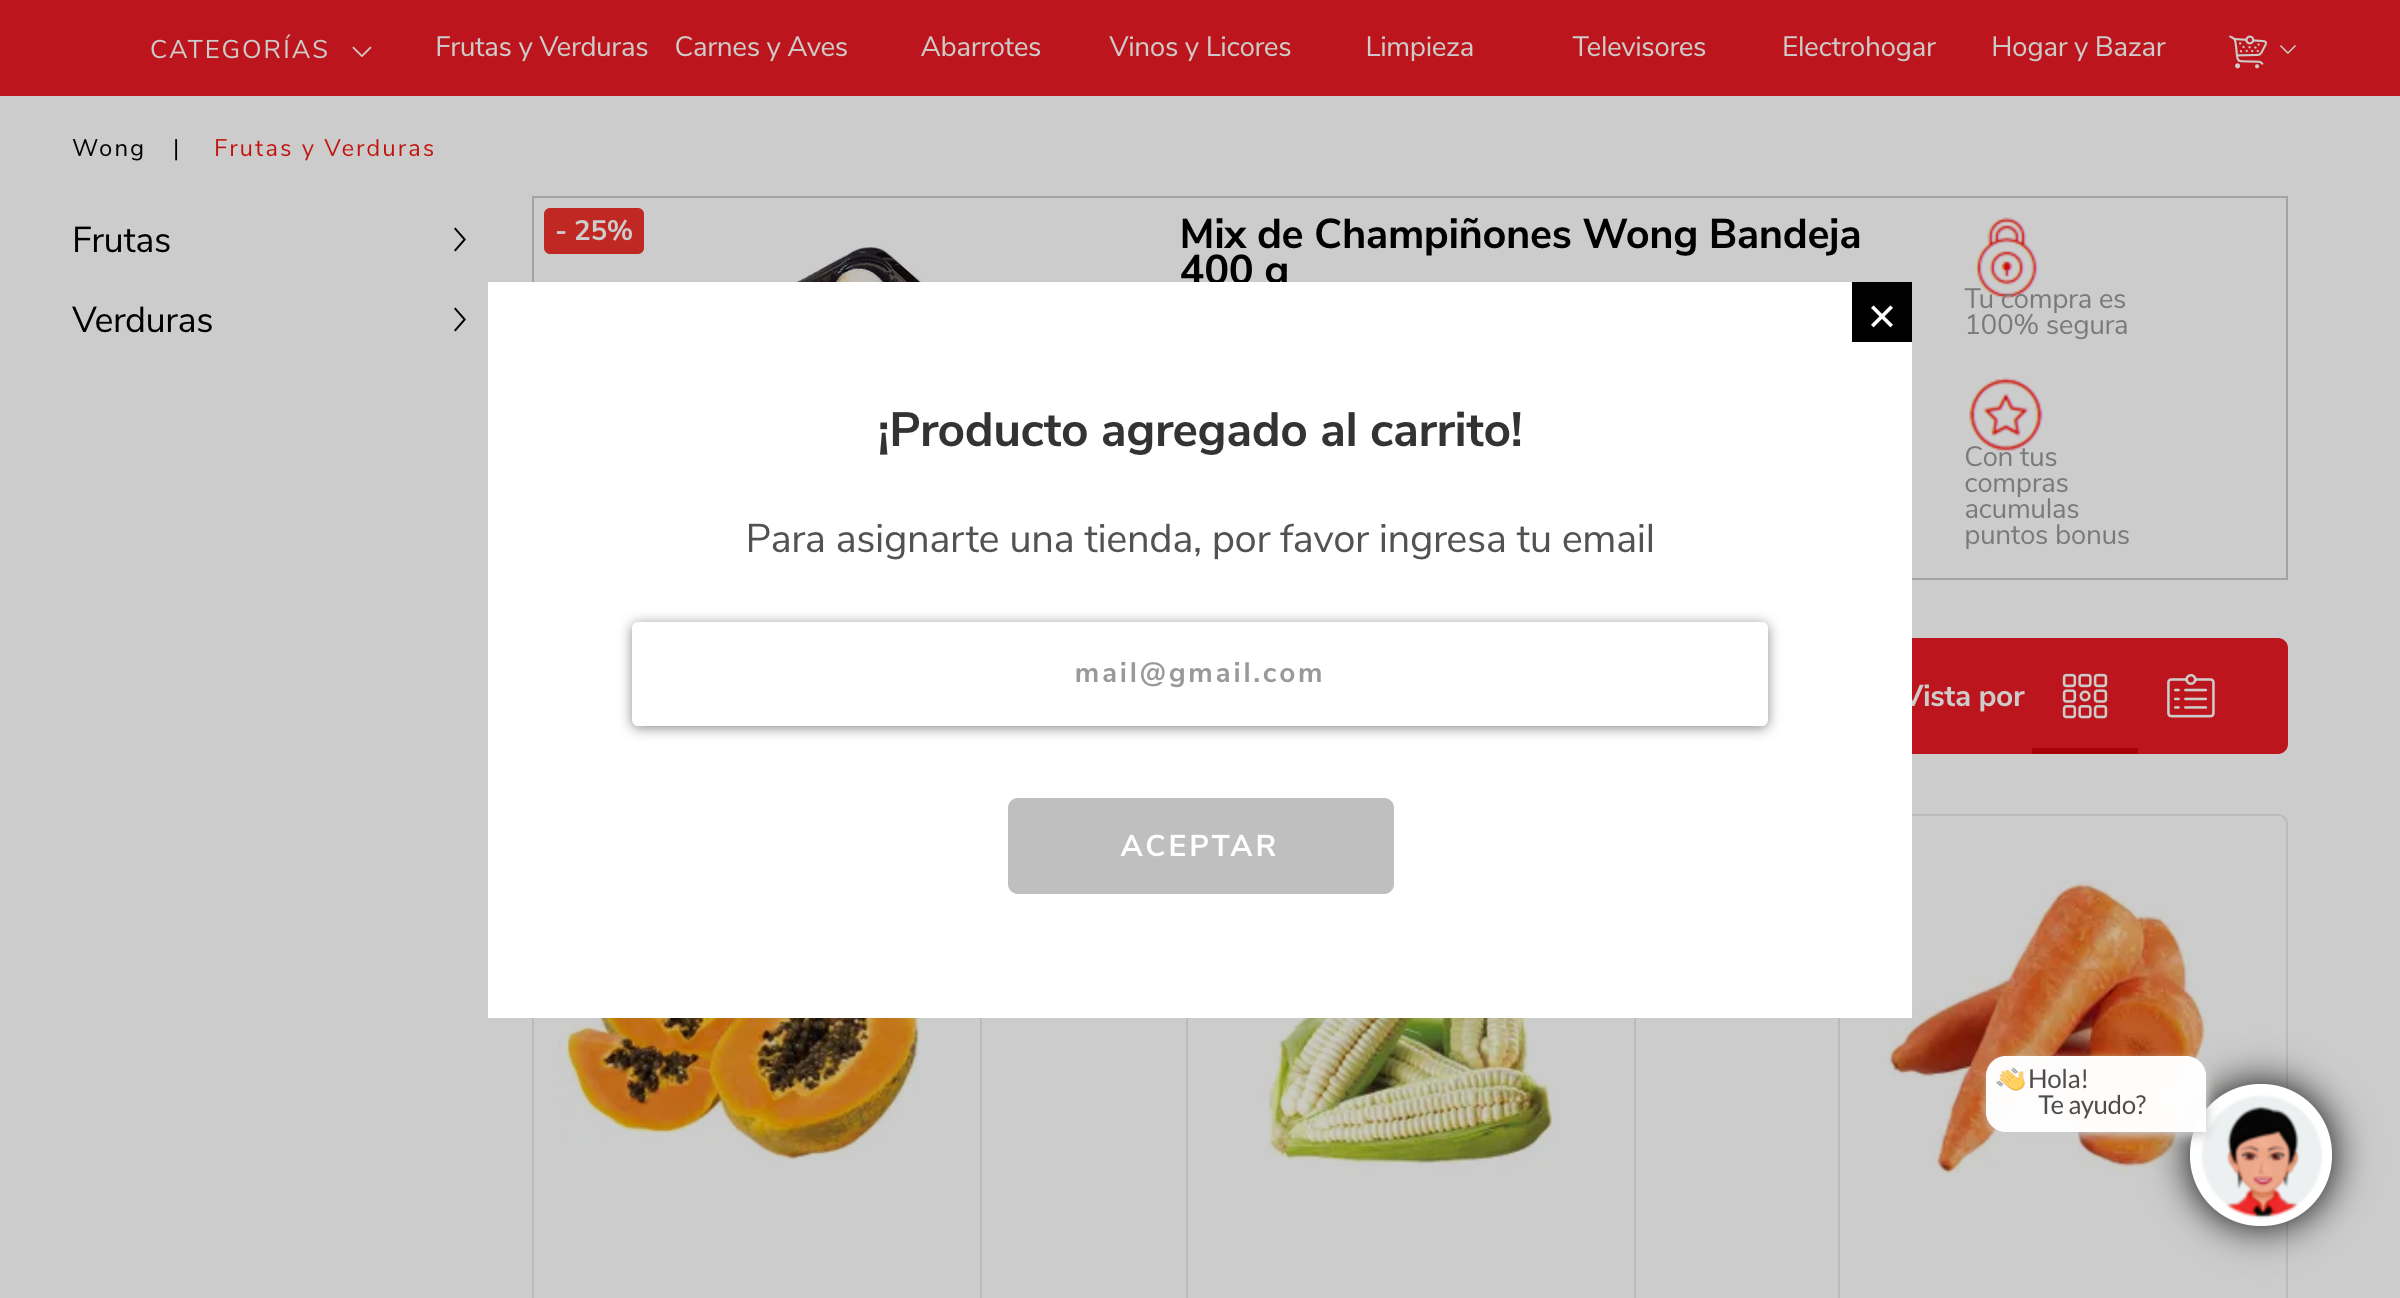 CATEGORÍAS
Frutas y Verduras
Carnes y Aves
Abarrotes
Vinos y Licores
Limpieza
Televisores
Electrohogar
Hogar y Bazar
Wong | Frutas y Verduras
Frutas
Verduras
- 25%
Mix de Champiñones Wong Bandeja
400 g
Tu compra es
100% segura
Con tus
compras
acumulas
puntos bonus
¡Producto agregado al carrito!
Para asignarte una tienda, por favor ingresa tu email
mail@gmail.com
ACEPTAR
Vista por
Hola!
Te ayudo?